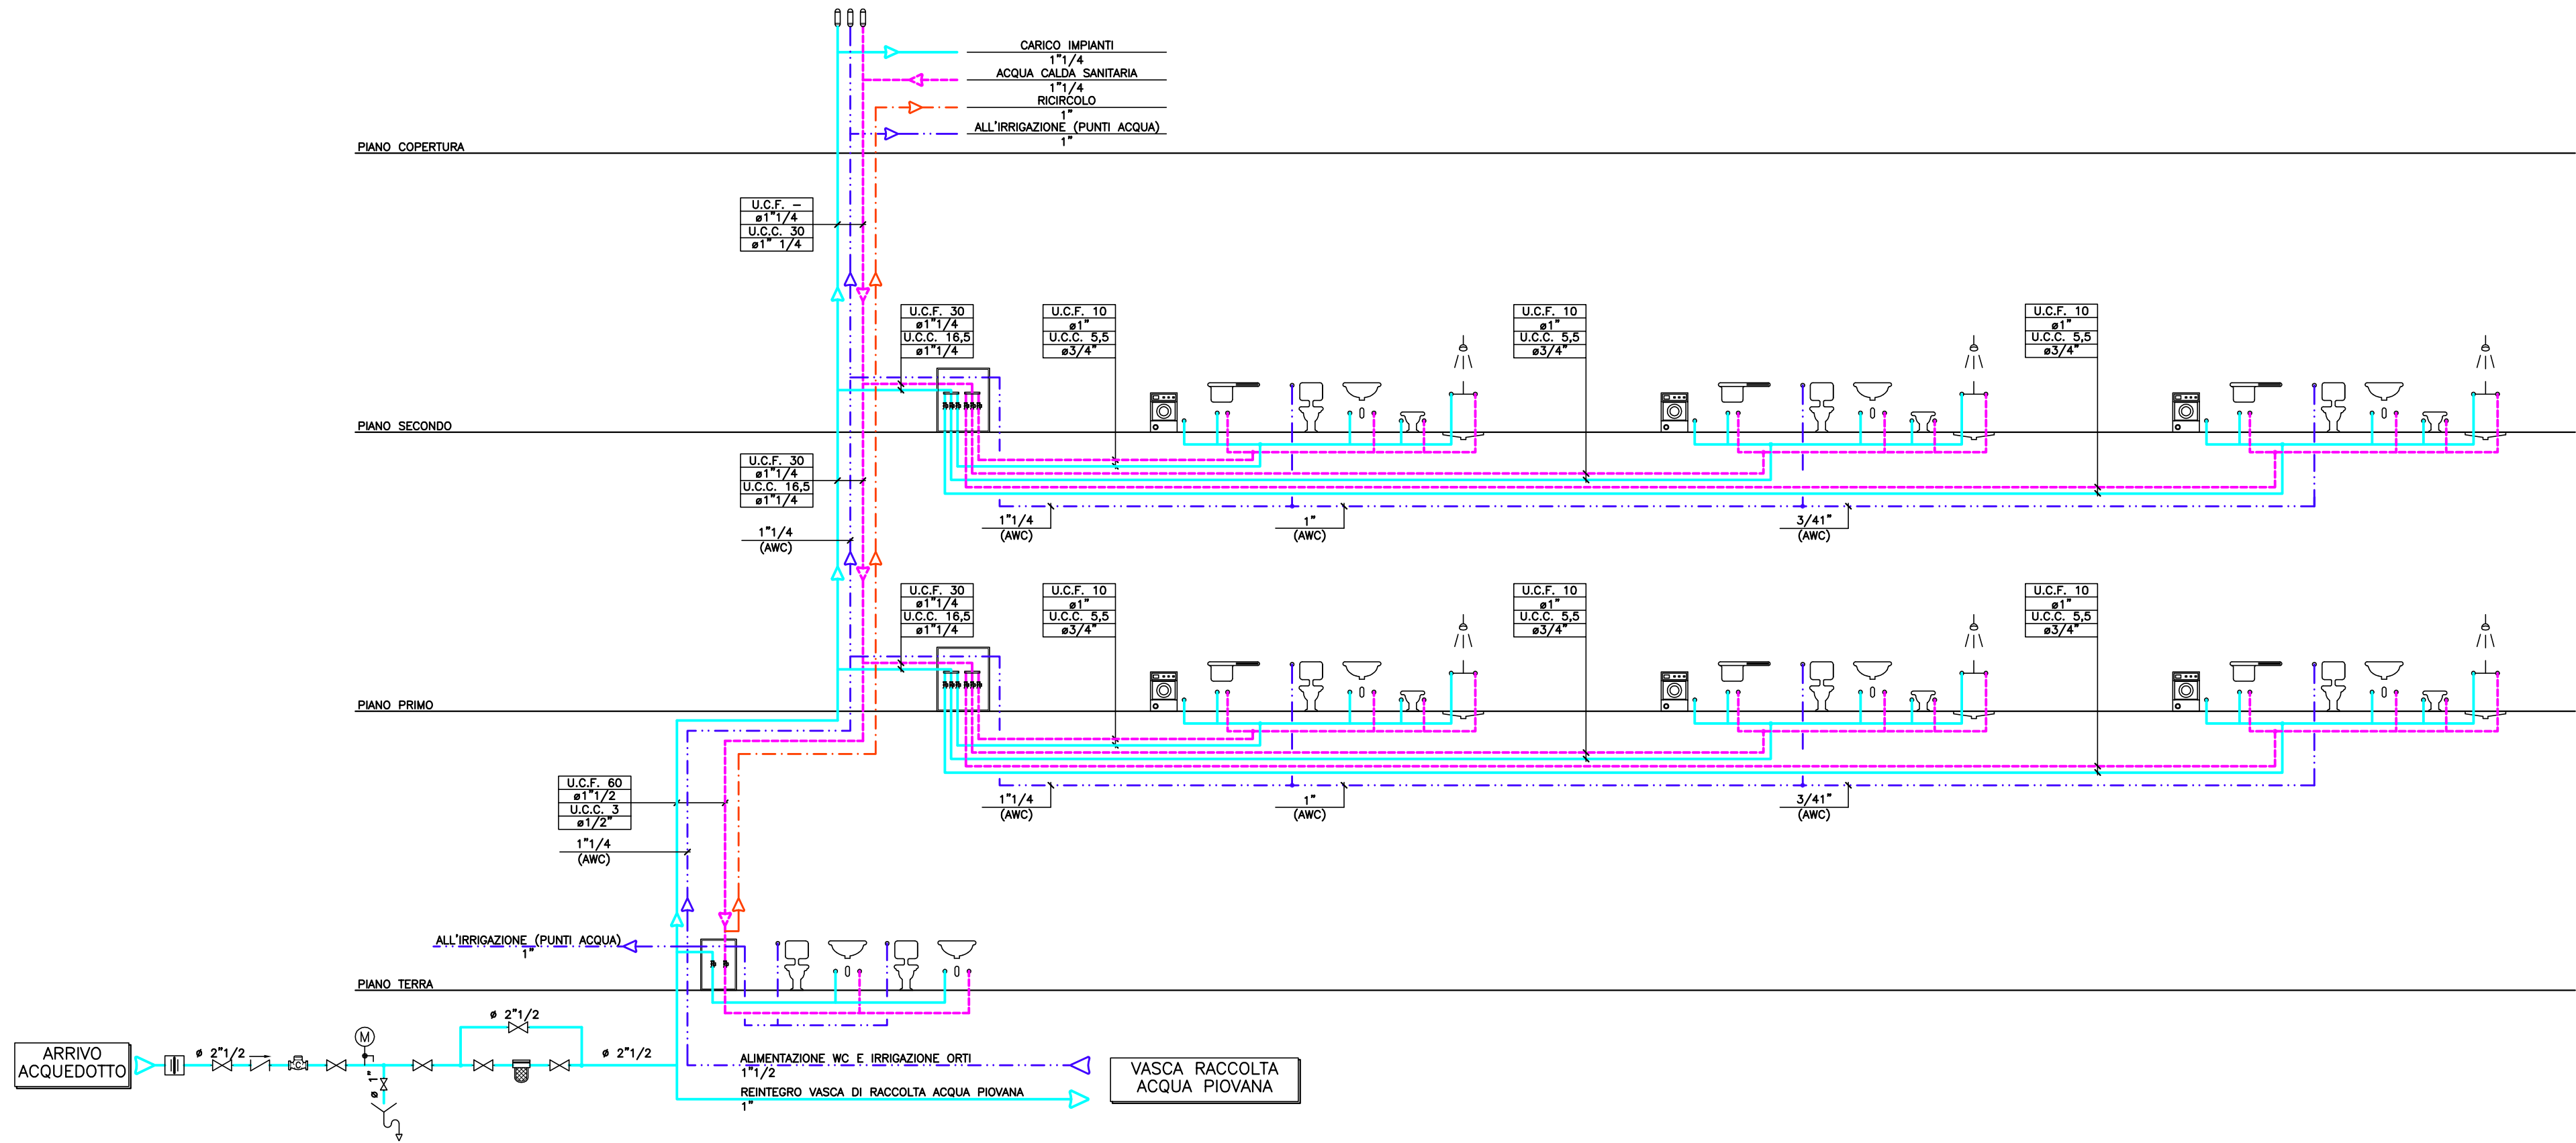 CARICO IMPIANTI
1"1/4
ACQUA CALDA SANITARIA
1"1/4
RICIRCOLO
1"
ALL'IRRIGAZIONE (PUNTI ACQUA)
1"
PIANO COPERTURA
U.C.F. –
ø1"1/4
U.C.C. 30
ø1" 1/4
U.C.F. 30
ø1"1/4
U.C.C. 16,5
ø1"1/4
U.C.F. 10
ø1"
U.C.C. 5,5
ø3/4"
U.C.F. 10
ø1"
U.C.C. 5,5
ø3/4"
U.C.F. 10
ø1"
U.C.C. 5,5
ø3/4"
PIANO SECONDO
U.C.F. 30
ø1"1/4
U.C.C. 16,5
ø1"1/4
1"1/4
(AWC)
1"1/4
(AWC)
1"
(AWC)
3/41"
(AWC)
U.C.F. 30
ø1"1/4
U.C.C. 16,5
ø1"1/4
U.C.F. 10
ø1"
U.C.C. 5,5
ø3/4"
U.C.F. 10
ø1"
U.C.C. 5,5
ø3/4"
U.C.F. 10
ø1"
U.C.C. 5,5
ø3/4"
PIANO PRIMO
U.C.F. 60
ø1"1/2
U.C.C. 3
ø1/2"
1"1/4
(AWC)
1"1/4
(AWC)
1"
(AWC)
3/41"
(AWC)
ALL'IRRIGAZIONE (PUNTI ACQUA)
1"
PIANO TERRA
ARRIVO
ACQUEDOTTO
ø 2"1/2
C
M
ø 1"
ø 2"1/2
ø 2"1/2
ALIMENTAZIONE WC E IRRIGAZIONE ORTI
1"1/2
REINTEGRO VASCA DI RACCOLTA ACQUA PIOVANA
1"
VASCA RACCOLTA
ACQUA PIOVANA